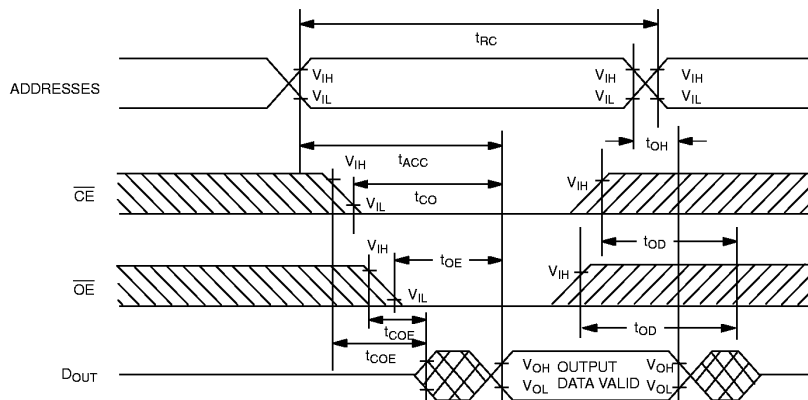 tRC
ADDRESSES
VIH VIH VIH
VIL VIL VIL
tOH
tACC
VIH
VIH
CE
tCO
VIL
tOD
VIH
tOE
VIH
OE
VIL
tOD
tCOE
tCOE
DOUT
VOH OUTPUT VOH
VOL DATA VALID VOL